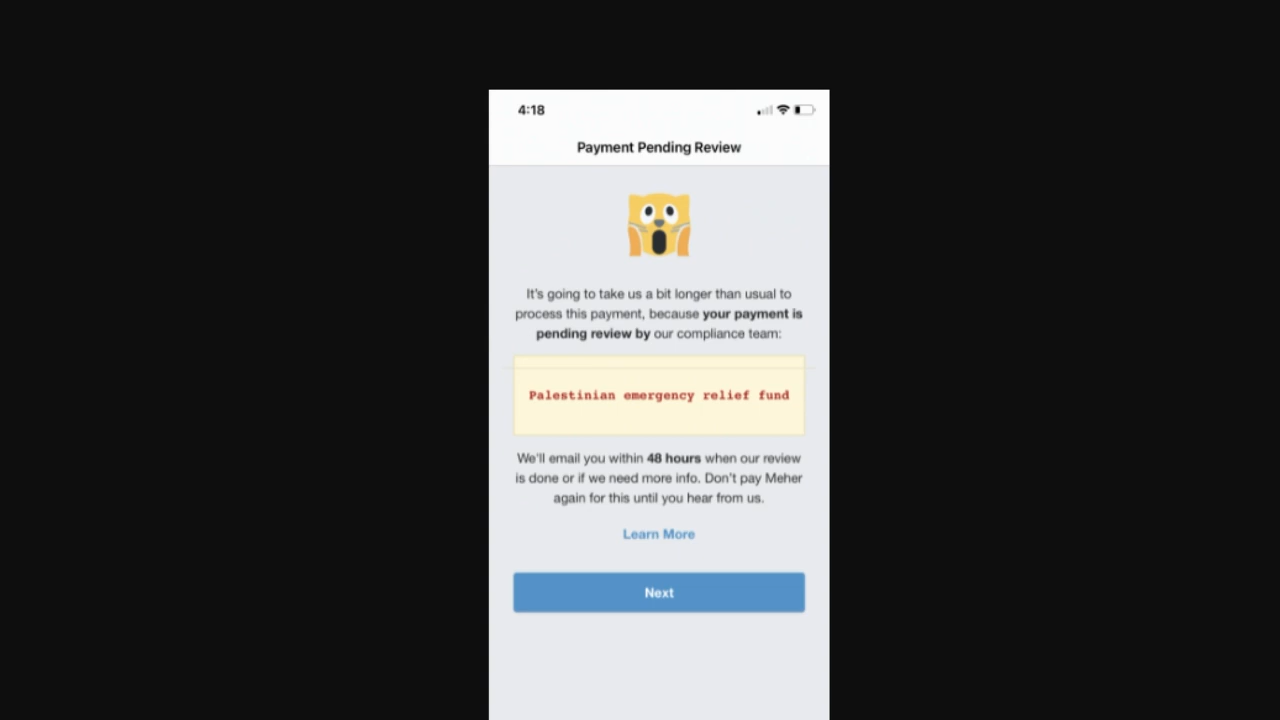 4:18
Payment Pending Review
It's going to take us a bit longer than usual to
process this payment, because your payment is
pending review by our compliance team:
Palestinian emergency relief fund
We'll email you within 48 hours when our review
is done or if we need more info. Don't pay Meher
again for this until you hear from us.
Learn More
Next